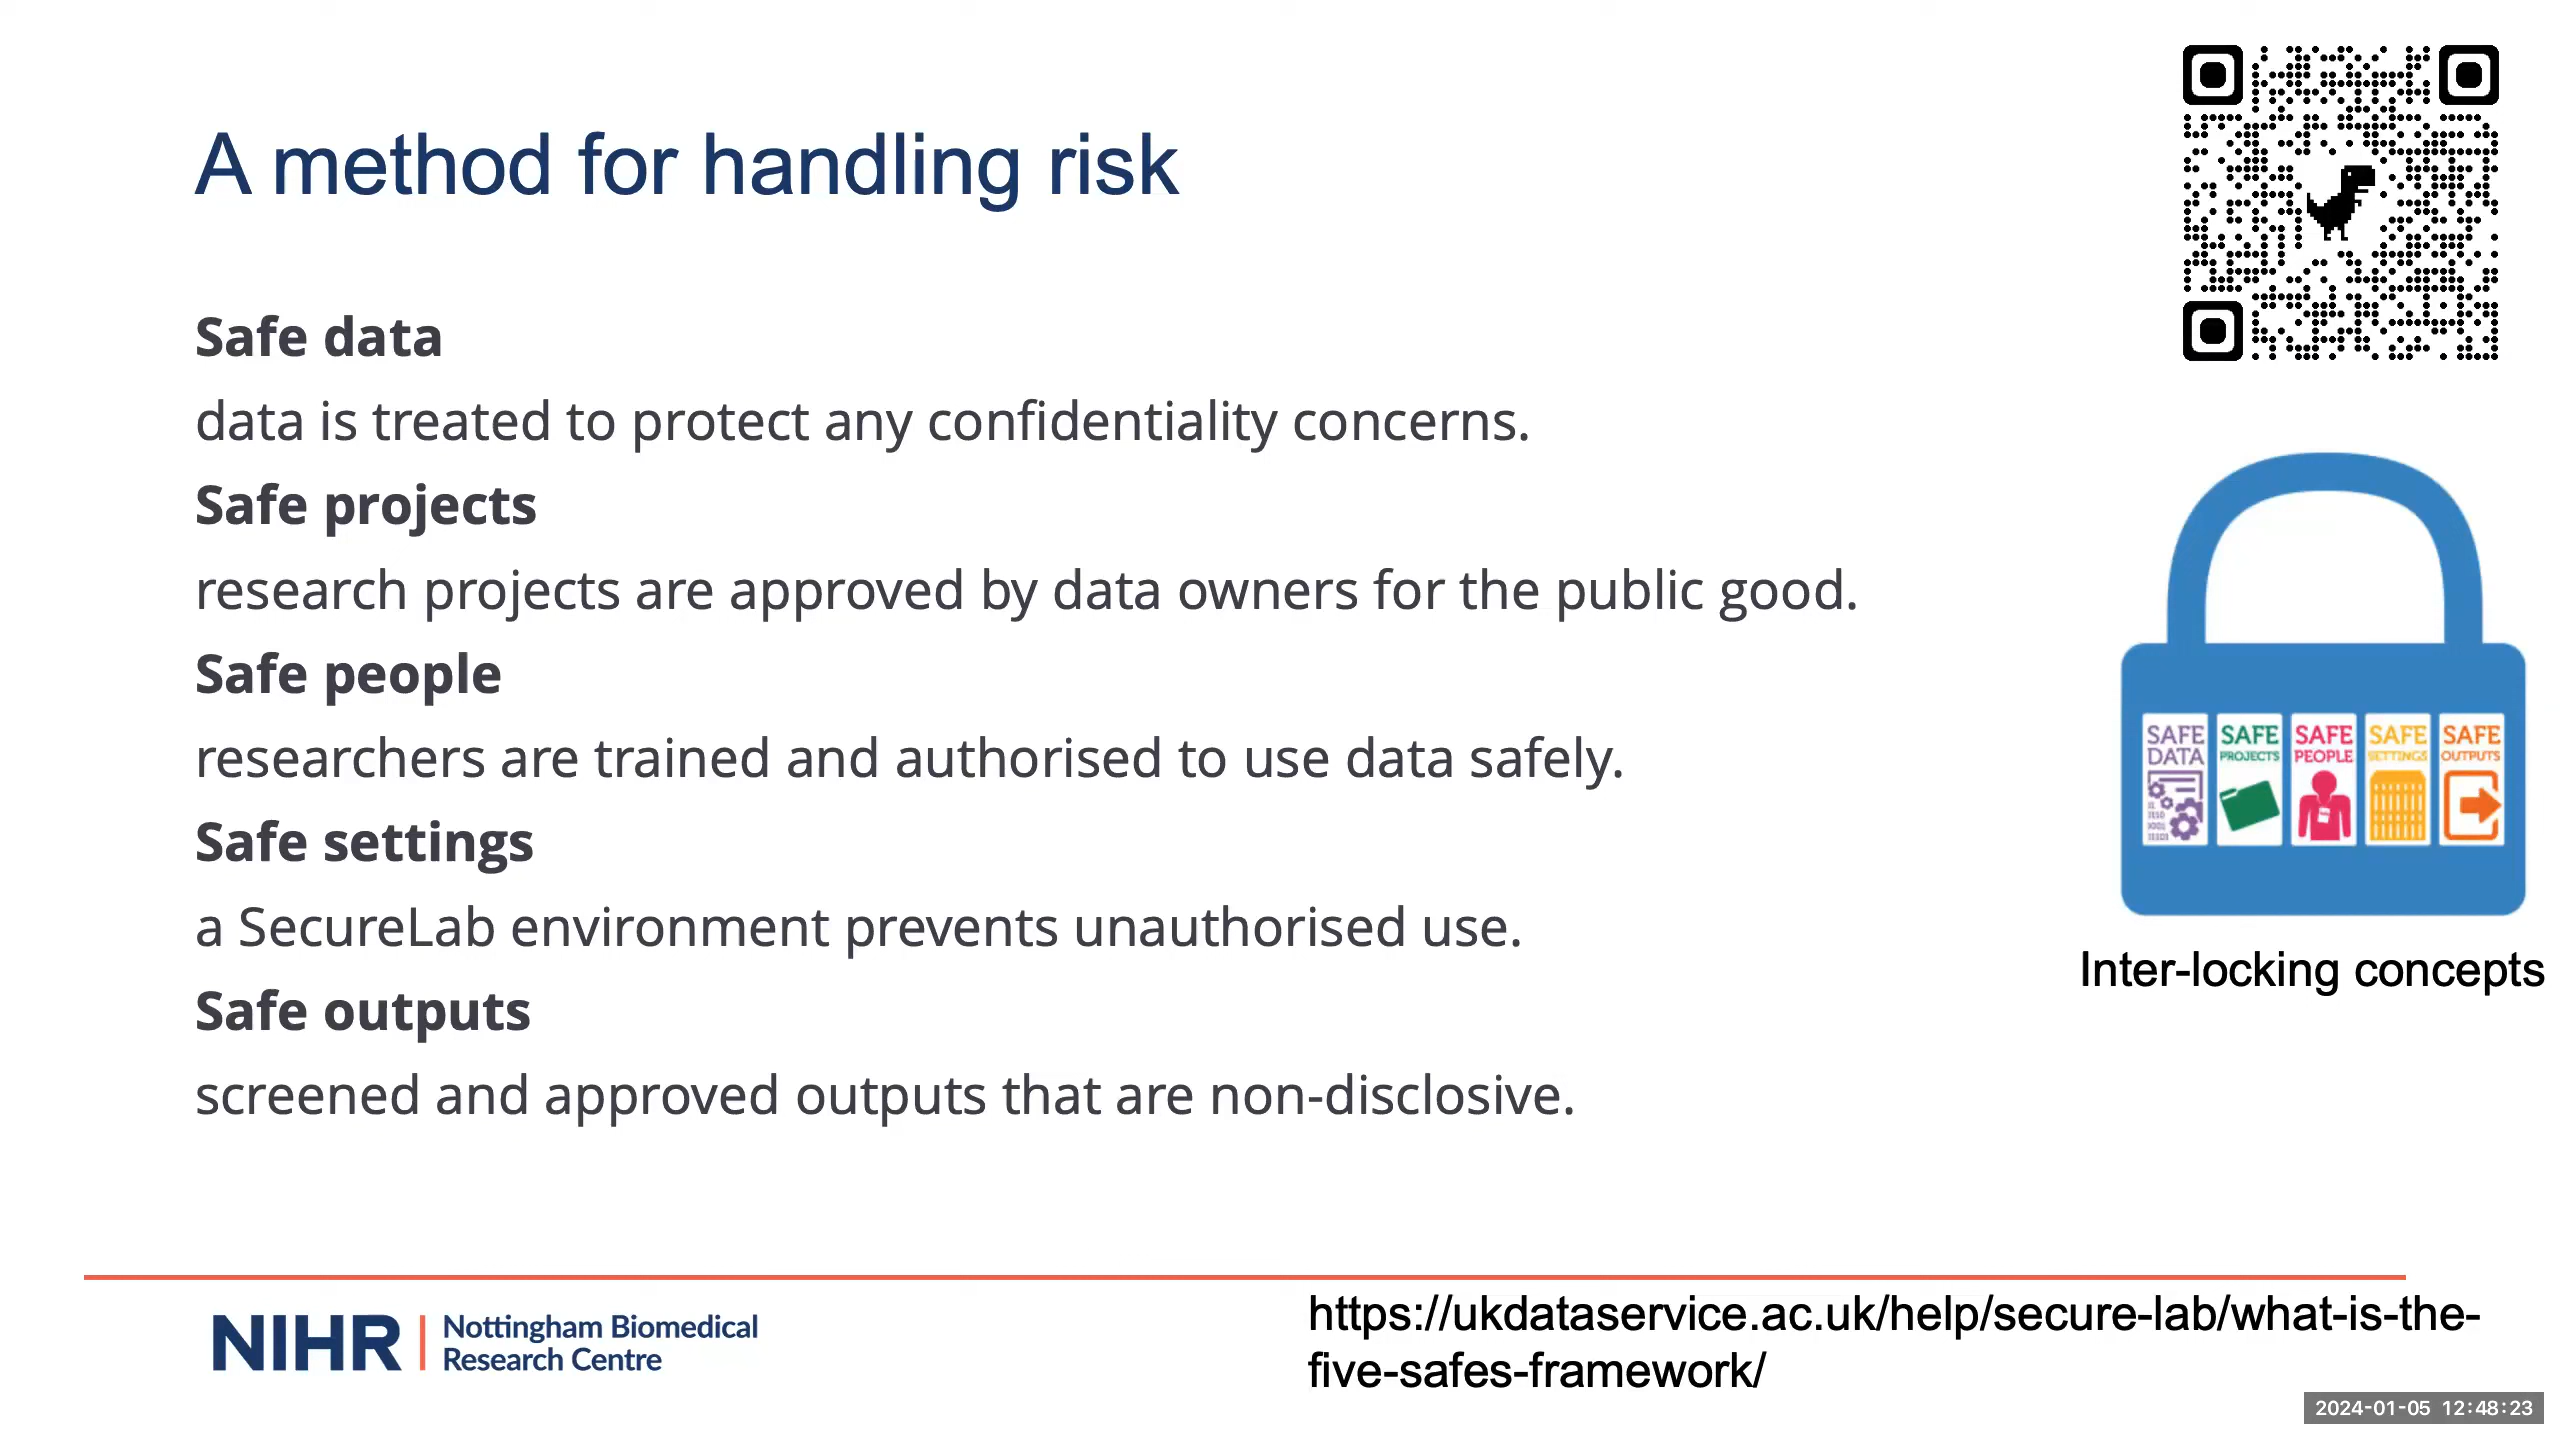 A method for handling risk
Safe data
data is treated to protect any confidentiality concerns.
Safe projects
research projects are approved by data owners for the public good.
Safe people
researchers are trained and authorised to use data safely.
Safe settings
a SecureLab environment prevents unauthorised use.
Safe outputs
screened and approved outputs that are non-disclosive.
SAFE
DATA
SAFE
PROJECTS
SAFE
PEOPLE
SAFE
SETTINGS
SAFE
OUTPUTS
Inter-locking concepts
NIHR
Nottingham Biomedical
Research Centre
https://ukdataservice.ac.uk/help/secure-lab/what-is-the-
five-safes-framework/
2024-01-05 12:48:23